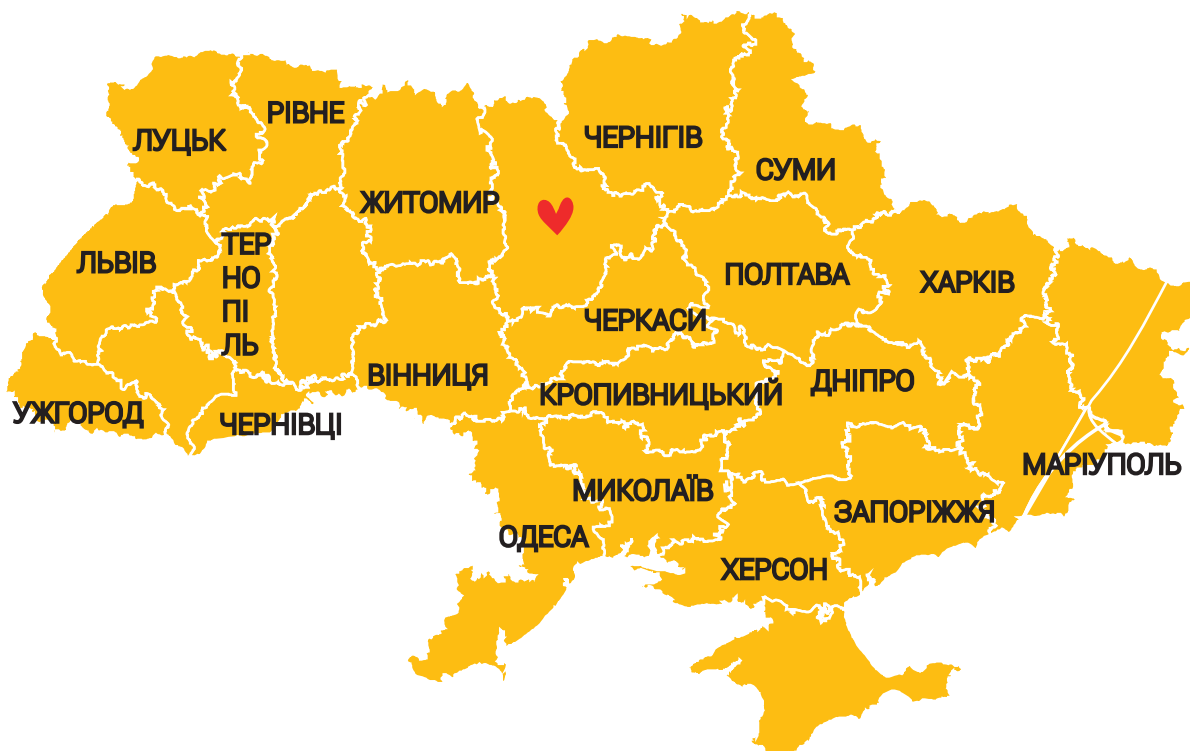 РІВНЕ
ЛУЦЬК
ЧЕРНІГІВ
СУМИ
ЖИТОМИР
ЛЬВІВ
ТЕР
НО
ПІ
ЛЬ
ПОЛТАВА
ХАРКІВ
ЧЕРКАСИ
ВІННИЦЯ
КРОПИВНИЦЬКИЙ
ДНІПРО
УЖГОРОД
ЧЕРНІВЦІ
МАРІУПОЛЬ
МИКОЛАЇВ
ЗАПОРІЖЖЯ
ОДЕСА
ХЕРСОН